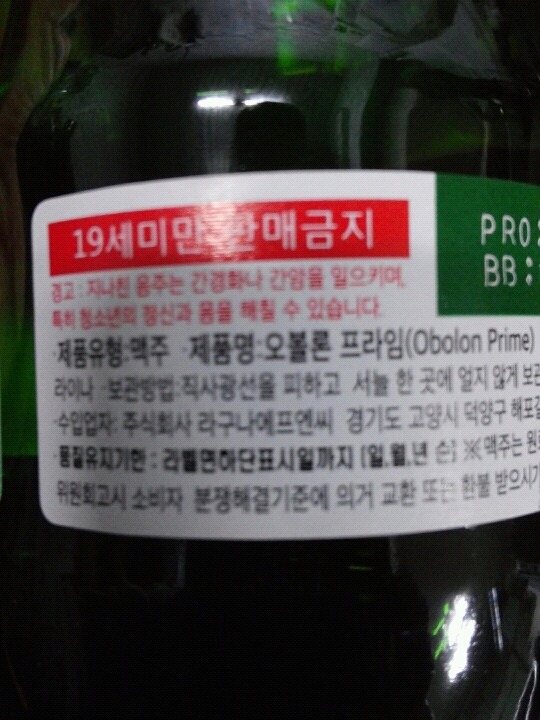 19세미만 판매금지
PRO
BB:
경고 : 지나친 음주는 간경화나 간암을 일으키며,
특히 청소년의 정신과 몸을 해칠 수 있습니다.
·제품유형:맥주 ·제품명:오볼론 프라임(Obolon Prime)
라이나 ·보관방법:직사광선을 피하고 서늘 한 곳에 얼지 않게 보관
·수입업자: 주식회사 라구나에프엔씨 경기도 고양시 덕양구
·품질유지기한 : 라벨면하단표시일까지 [일,월,년 순] ※맥주는
위원회고시 소비자 분쟁해결기준에 의거 교환 또는 환불 받으시기